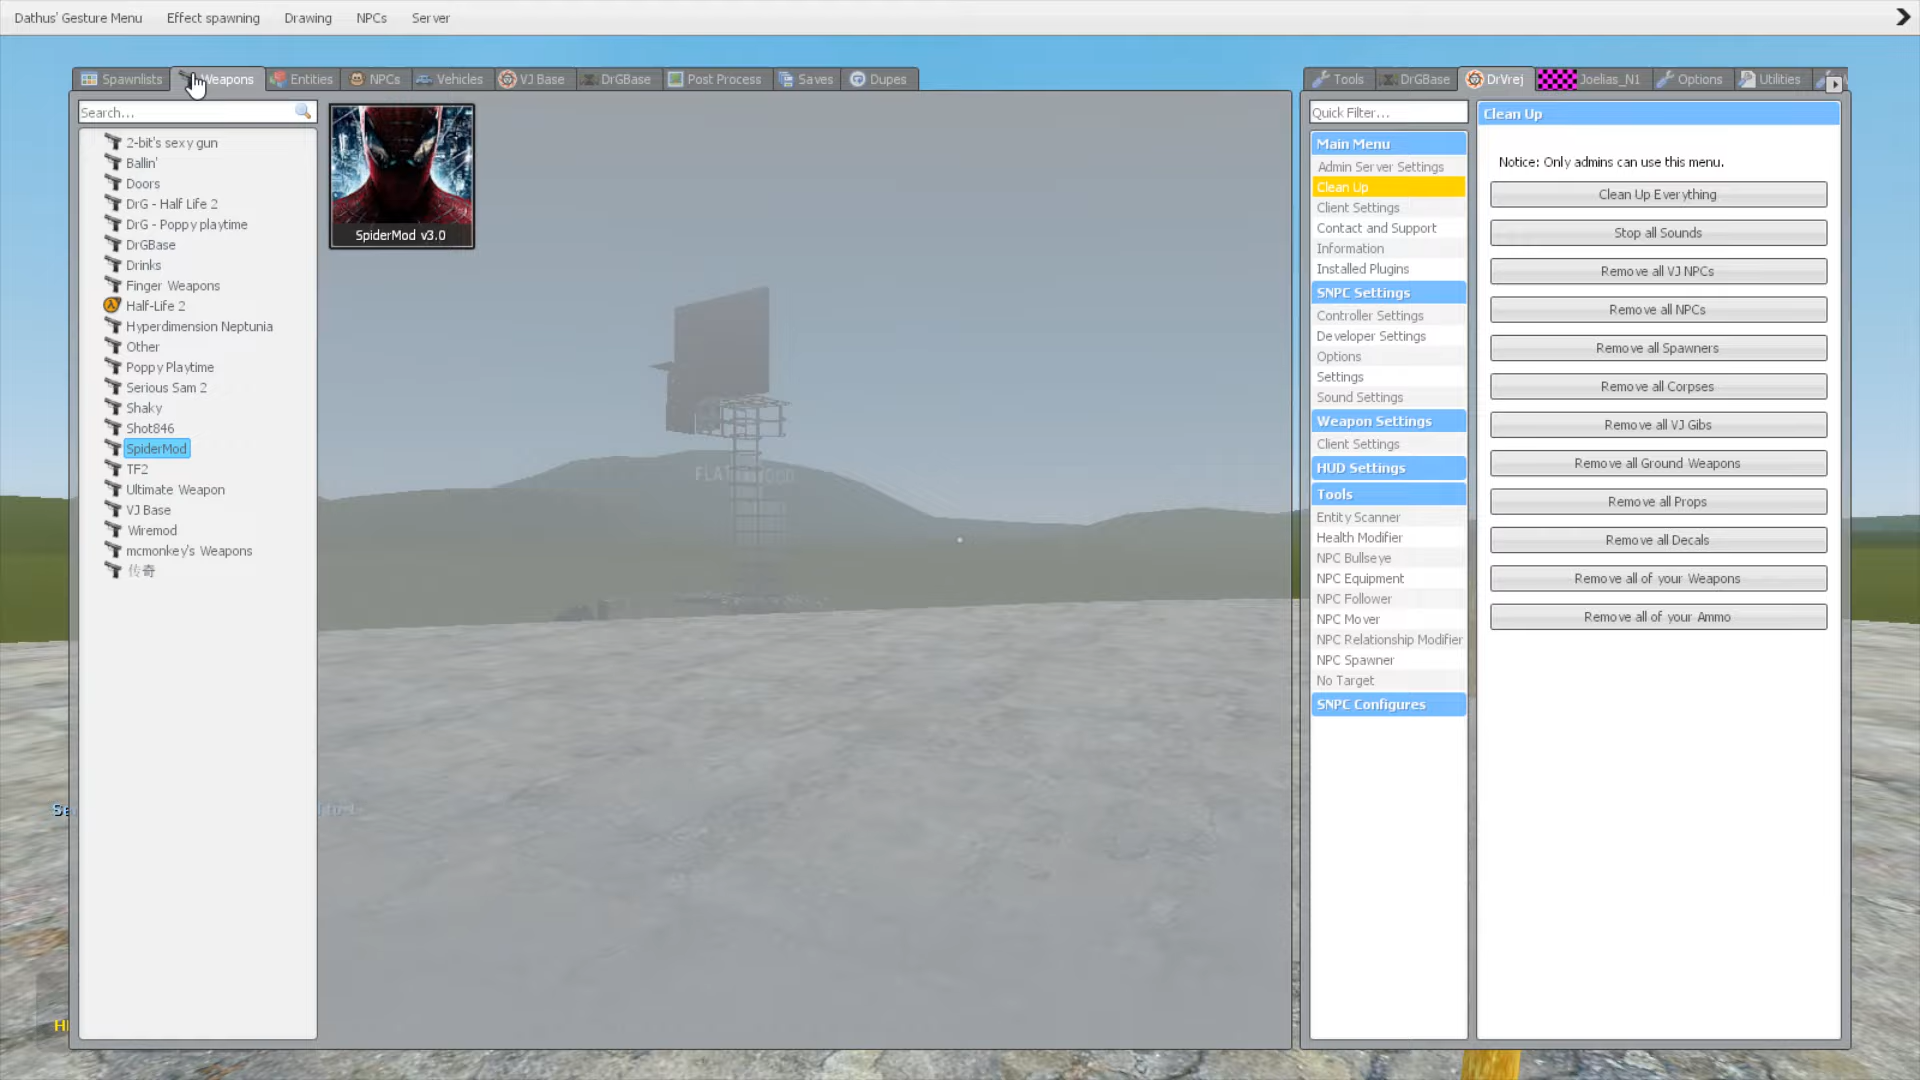 Dathus' Gesture Menu Effect spawning Drawing NPCs Server
Spawnlists Weapons Entities NPCs Vehicles VJ Base DrGBase Post Process Saves Dupes
Search...
2-bit's sexy gun
Ballin'
Doors
DrG - Half Life 2
DrG - Poppy playtime
DrGBase
Drinks
Finger Weapons
Half-Life 2
Hyperdimension Neptunia
Other
Poppy Playtime
Serious Sam 2
Shaky
Shot846
SpiderMod
TF2
Ultimate Weapon
VJ Base
Wiremod
mcmonkey's Weapons
传奇
SpiderMod v3.0
Tools DrGBase DrVrej Joelias_N1 Options Utilities
Quick Filter...
Main Menu
Admin Server Settings
Clean Up
Client Settings
Contact and Support
Information
Installed Plugins
SNPC Settings
Controller Settings
Developer Settings
Options
Settings
Sound Settings
Weapon Settings
Client Settings
HUD Settings
Tools
Entity Scanner
Health Modifier
NPC Bullseye
NPC Equipment
NPC Follower
NPC Mover
NPC Relationship Modifier
NPC Spawner
No Target
SNPC Configures
Clean Up
Notice: Only admins can use this menu.
Clean Up Everything
Stop all Sounds
Remove all VJ NPCs
Remove all NPCs
Remove all Spawners
Remove all Corpses
Remove all VJ Gibs
Remove all Ground Weapons
Remove all Props
Remove all Decals
Remove all of your Weapons
Remove all of your Ammo